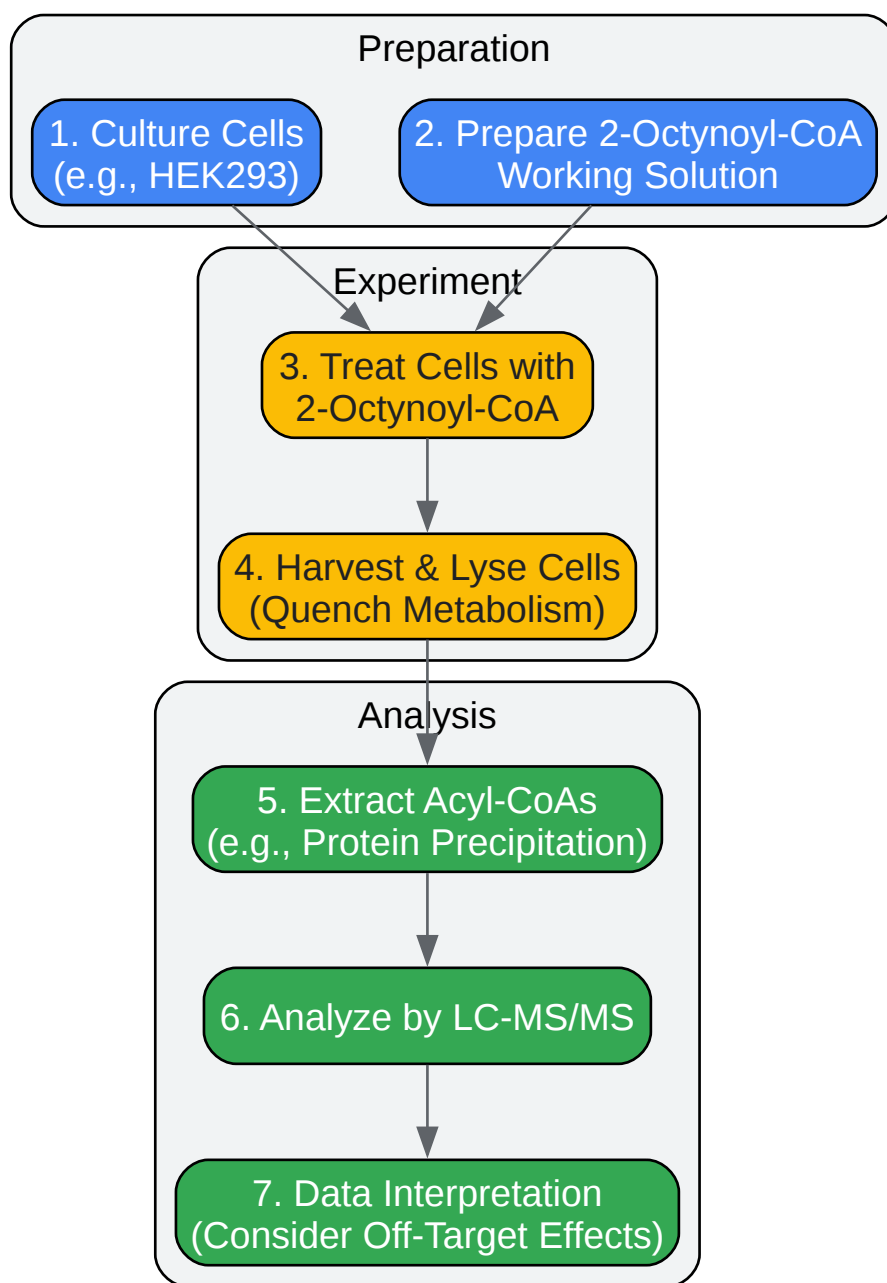 Preparation
1. Culture Cells
(e.g., HEK293)
2. Prepare 2-Octynoyl-CoA
Working Solution
Experiment
3. Treat Cells with
2-Octynoyl-CoA
4. Harvest & Lyse Cells
(Quench Metabolism)
Analysis
5. Extract Acyl-CoAs
(e.g., Protein Precipitation)
6. Analyze by LC-MS/MS
7. Data Interpretation
(Consider Off-Target Effects)